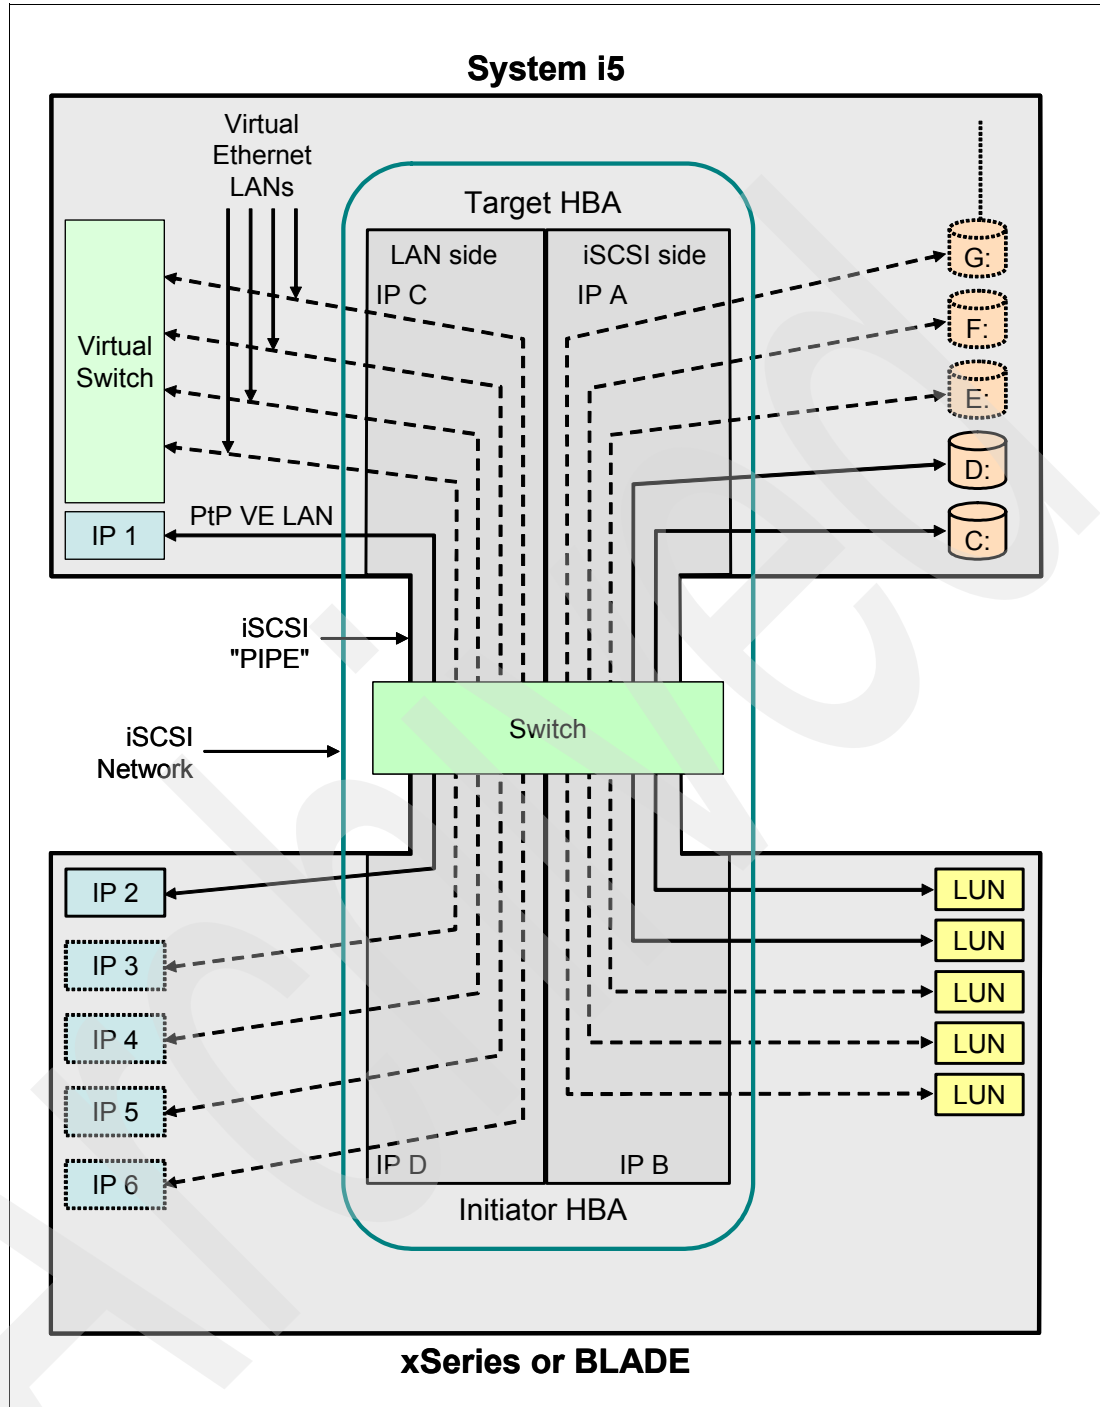 System i5
Virtual
Ethernet
LANs
Target HBA
LAN side
iSCSI side
IP C
IP A
G:
F:
E:
D:
C:
Virtual
Switch
PtP VE LAN
IP 1
iSCSI
"PIPE"
Switch
iSCSI
Network
IP 2
IP 3
IP 4
IP 5
IP 6
LUN
LUN
LUN
LUN
LUN
IP D
IP B
Initiator HBA
xSeries or BLADE
Archived